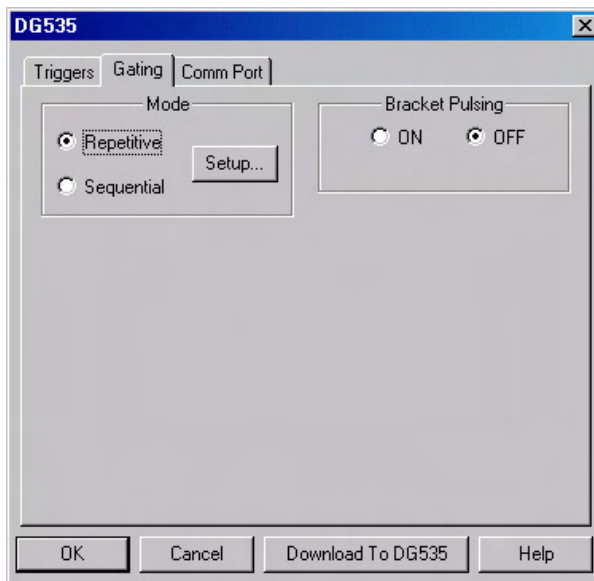 DG535
Triggers Gating Comm Port
Mode Bracket Pulsing
Repetitive ON OFF
Setup...
Sequential
OK Cancel Download To DG535 Help